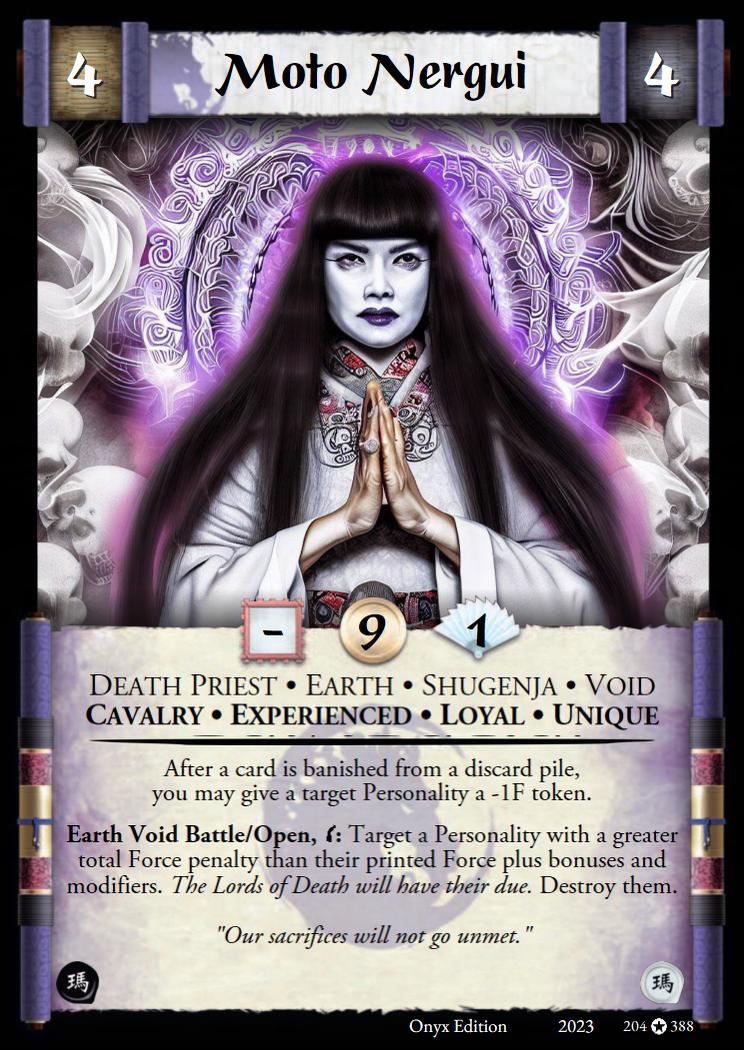 4 Moto Nergui 4
- 9 1
DEATH PRIEST • EARTH • SHUGENJA • VOID
CAVALRY • EXPERIENCED • LOYAL • UNIQUE
After a card is banished from a discard pile,
you may give a target Personality a -1F token.
Earth Void Battle/Open, : Target a Personality with a greater
total Force penalty than their printed Force plus bonuses and
modifiers. The Lords of Death will have their due. Destroy them.
"Our sacrifices will not go unmet."
瑪 瑪
Onyx Edition 2023 204 ✪ 388